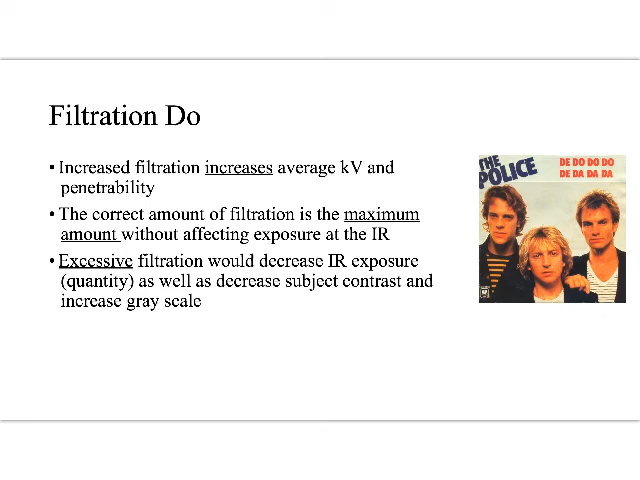 Filtration Do
• Increased filtration increases average kV and
penetrability
• The correct amount of filtration is the maximum
amount without affecting exposure at the IR
• Excessive filtration would decrease IR exposure
(quantity) as well as decrease subject contrast and
increase gray scale
THE
POLICE
DE DO DO DO
DE DA DA DA